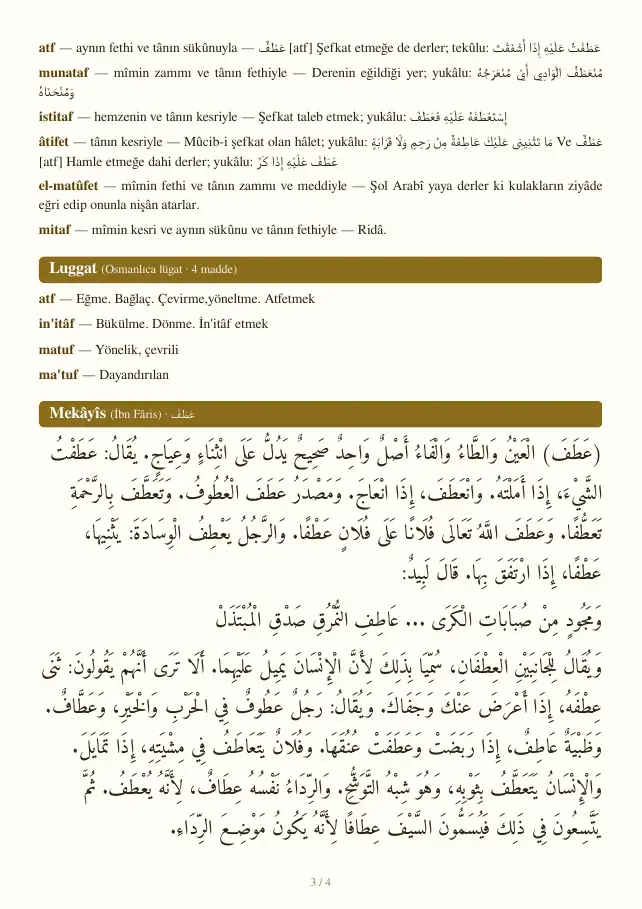 atf — aynın fethi ve tânın sükûnuyla — عَطْفٌ [atf] Şefkat etmeğe de derler; tekûlu: عَطَفْتُ عَلَيْهِ إِذَا أَشْفَقْتَ
munataf — mîmin zammı ve tânın fethiyle — Derenin eğildiği yer; yukâlu: مُنْعَطَفُ الْوَادِي أَيْ مُنْعَرَجُهُ
وَمُنْحَنَاهُ
istitaf — hemzenin ve tânın kesriyle — Şefkat taleb etmek; yukâlu: إِسْتَعْطَفَهُ عَلَيْهِ فَعَطَفَ
âtifet — tânın kesriyle — Mûcib-i şefkat olan hâlet; yukâlu: مَا تَثْنِينِي عَلَيْكَ عَاطِفَةٌ مِنْ رَحِمٍ وَلَا قَرَابَةٍ Ve عَطْفٌ
[atf] Hamle etmeğe dahi derler; yukâlu: عَطَفَ عَلَيْهِ إِذَا كَرَّ
el-matûfet — mîmin fethi ve tânın zammı ve meddiyle — Şol Arabî yaya derler ki kulakların ziyâde
eğri edip onunla nişân atarlar.
mitaf — mîmin kesri ve aynın sükûnu ve tânın fethiyle — Ridâ.
Luggat (Osmanlıca lügat · 4 madde)
atf — Eğme. Bağlaç. Çevirme,yöneltme. Atfetmek
in'itâf — Bükülme. Dönme. İn'itâf etmek
matuf — Yönelik, çevrili
ma'tuf — Dayandırılan
Mekâyîs (İbn Fâris) · عَطَفَ
(عَطَفَ) الْعَيْنُ وَالطَّاءُ وَالْفَاءُ أَصْلٌ وَاحِدٌ صَحِيحٌ يَدُلُّ عَلَى انْثِنَاءٍ وَعِيَاجٍ. يُقَالُ: عَطَفْتُ
الشَّيْءَ، إِذَا أَمَلْتَهُ. وَانْعَطَفَ، إِذَا انْعَاجَ. وَمَصْدَرُ عَطَفَ الْعُطُوفُ. وَتَعَطَّفَ بِالرَّحْمَةِ
تَعَطُّفًا. وَعَطَفَ اللَّهُ تَعَالَى فُلَانًا عَلَى فُلَانٍ عَطْفًا. وَالرَّجُلُ يَعْطِفُ الْوِسَادَةَ: يَثْنِيهَا،
عَطْفًا، إِذَا ارْتَفَقَ بِهَا. قَالَ لَبِيدٌ:
وَمَجُودٍ مِنْ صُبَابَاتِ الْكَرَى ... عَاطِفِ النُّمْرُقِ صَدْقِ الْمُبْتَذَلْ
وَيُقَالُ لِلْجَانِبَيْنِ الْعِطْفَانِ، سُمِّيَا بِذَلِكَ لِأَنَّ الْإِنْسَانَ يَمِيلُ عَلَيْهِمَا. أَلَا تَرَى أَنَّهُمْ يَقُولُونَ: ثَنَى
عِطْفَهُ، إِذَا أَعْرَضَ عَنْكَ وَجَفَاكَ. وَيُقَالُ: رَجُلٌ عَطُوفٌ فِي الْحَرْبِ وَالْخَيْرِ، وَعَطَّافٌ.
وَظَبْيَةٌ عَاطِفٌ، إِذَا رَبَضَتْ وَعَطَفَتْ عُنُقَهَا. وَفُلَانٌ يَتَعَاطَفُ فِي مِشْيَتِهِ، إِذَا تَمَايَلَ.
وَالْإِنْسَانُ يَتَعَطَّفُ بِثَوْبِهِ، وَهُوَ شِبْهُ التَّوَشُّحِ. وَالرِّدَاءُ نَفْسُهُ عِطَافٌ، لِأَنَّهُ يُعْطَفُ. ثُمَّ
يَتَّسِعُونَ فِي ذَلِكَ فَيُسَمُّونَ السَّيْفَ عِطَافًا لِأَنَّهُ يَكُونُ مَوْضِعَ الرِّدَاءِ.
3 / 4